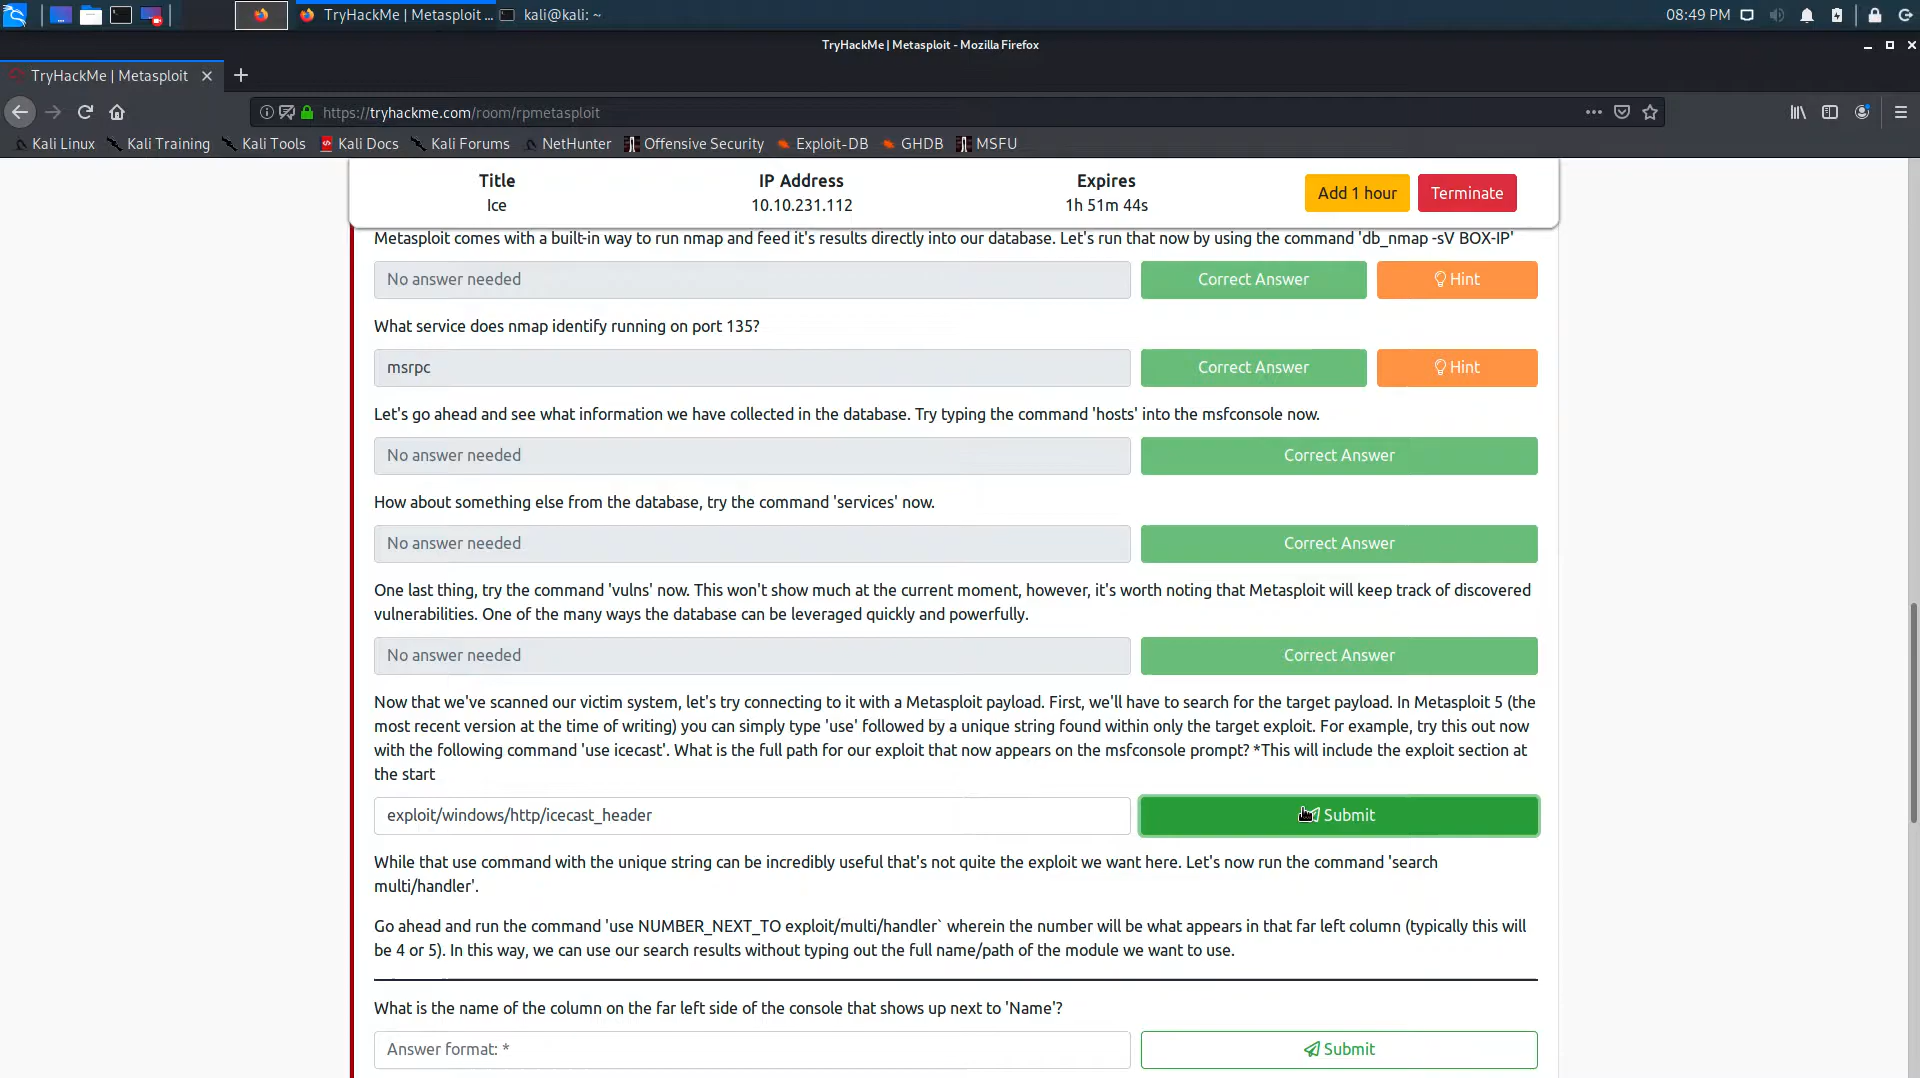 TryHackMe | Metasploit ...
kali@kali: ~
08:49 PM
TryHackMe | Metasploit - Mozilla Firefox
TryHackMe | Metasploit
https://tryhackme.com/room/rpmetasploit
Kali Linux Kali Training Kali Tools Kali Docs Kali Forums NetHunter Offensive Security Exploit-DB GHDB MSFU
Title IP Address Expires
Ice 10.10.231.112 1h 51m 44s
Add 1 hour Terminate
Metasploit comes with a built-in way to run nmap and feed it's results directly into our database. Let's run that now by using the command 'db_nmap -sV BOX-IP'
No answer needed Correct Answer Hint
What service does nmap identify running on port 135?
msrpc Correct Answer Hint
Let's go ahead and see what information we have collected in the database. Try typing the command 'hosts' into the msfconsole now.
No answer needed Correct Answer
How about something else from the database, try the command 'services' now.
No answer needed Correct Answer
One last thing, try the command 'vulns' now. This won't show much at the current moment, however, it's worth noting that Metasploit will keep track of discovered
vulnerabilities. One of the many ways the database can be leveraged quickly and powerfully.
No answer needed Correct Answer
Now that we've scanned our victim system, let's try connecting to it with a Metasploit payload. First, we'll have to search for the target payload. In Metasploit 5 (the
most recent version at the time of writing) you can simply type 'use' followed by a unique string found within only the target exploit. For example, try this out now
with the following command 'use icecast'. What is the full path for our exploit that now appears on the msfconsole prompt? *This will include the exploit section at
the start
exploit/windows/http/icecast_header Submit
While that use command with the unique string can be incredibly useful that's not quite the exploit we want here. Let's now run the command 'search
multi/handler'.
Go ahead and run the command 'use NUMBER_NEXT_TO exploit/multi/handler` wherein the number will be what appears in that far left column (typically this will
be 4 or 5). In this way, we can use our search results without typing out the full name/path of the module we want to use.
What is the name of the column on the far left side of the console that shows up next to 'Name'?
Answer format: * Submit